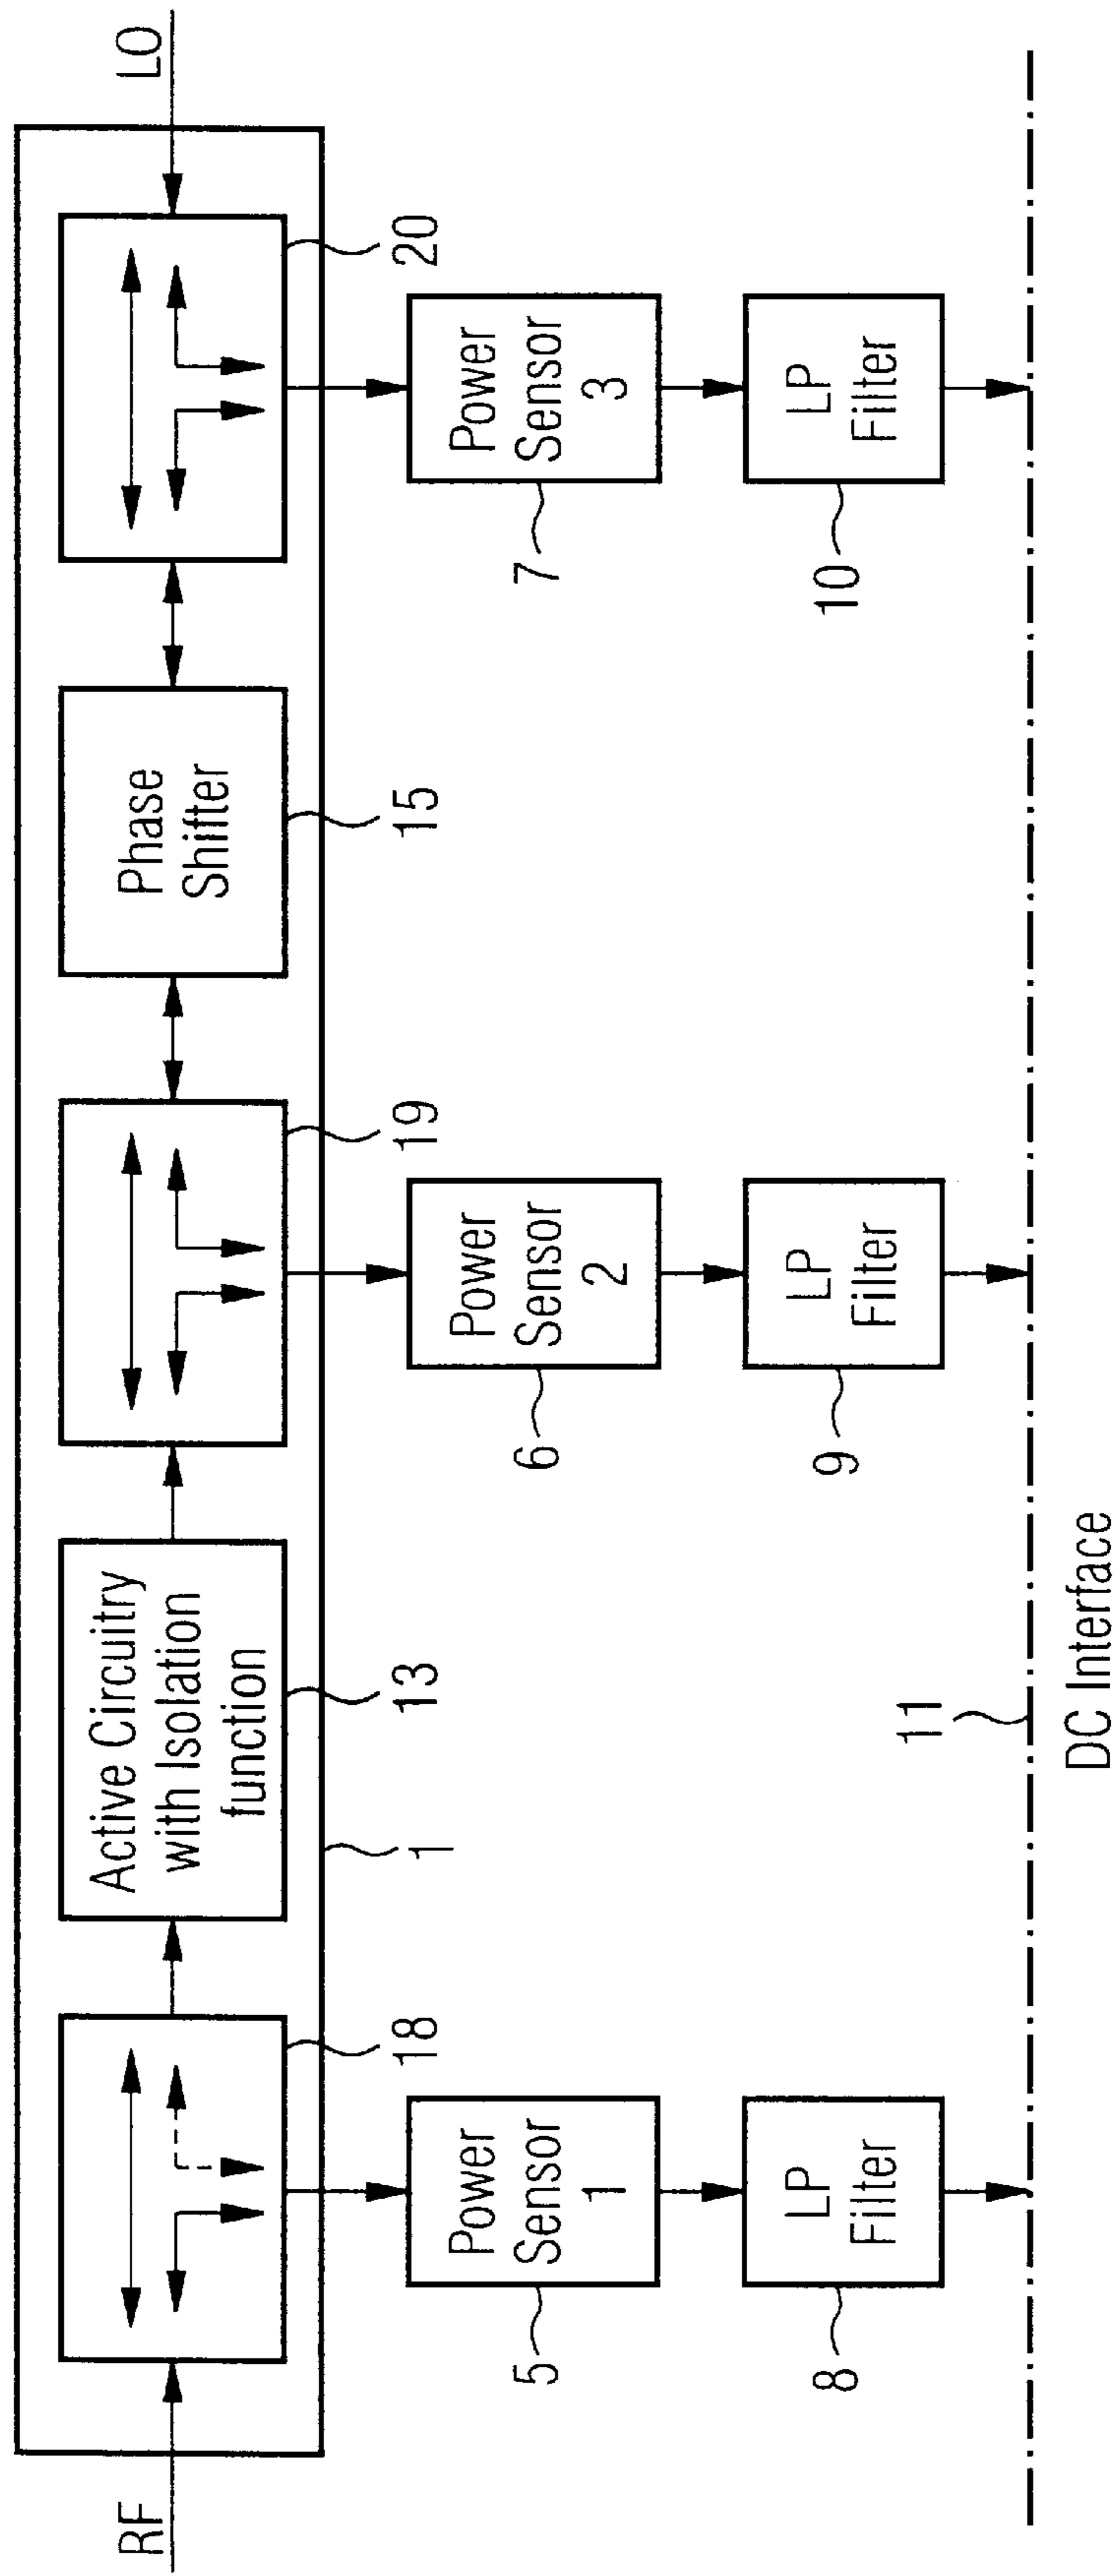 RF
LO
18
Active Circuitry
with Isolation
function
13
19
Phase
Shifter
15
20
1
Power
Sensor
1
5
Power
Sensor
2
6
Power
Sensor
3
7
LP
Filter
8
LP
Filter
9
LP
Filter
10
11
DC Interface